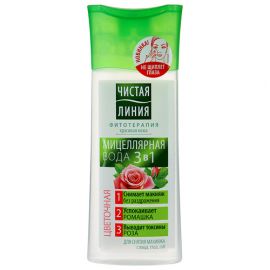 НОВИНКА!
НЕ ЩИПЛЕТ
ГЛАЗА
ЧИСТАЯ
ЛИНИЯ
ФИТОТЕРАПИЯ
МИЦЕЛЛЯРНАЯ
ВОДА 3в1
ЦВЕТОЧНАЯ
1 Снимает макияж
без раздражения
2 Успокаивает
РОМАШКА
3 Выводит токсины
РОЗА
ДЛЯ СНЯТИЯ МАКИЯЖА